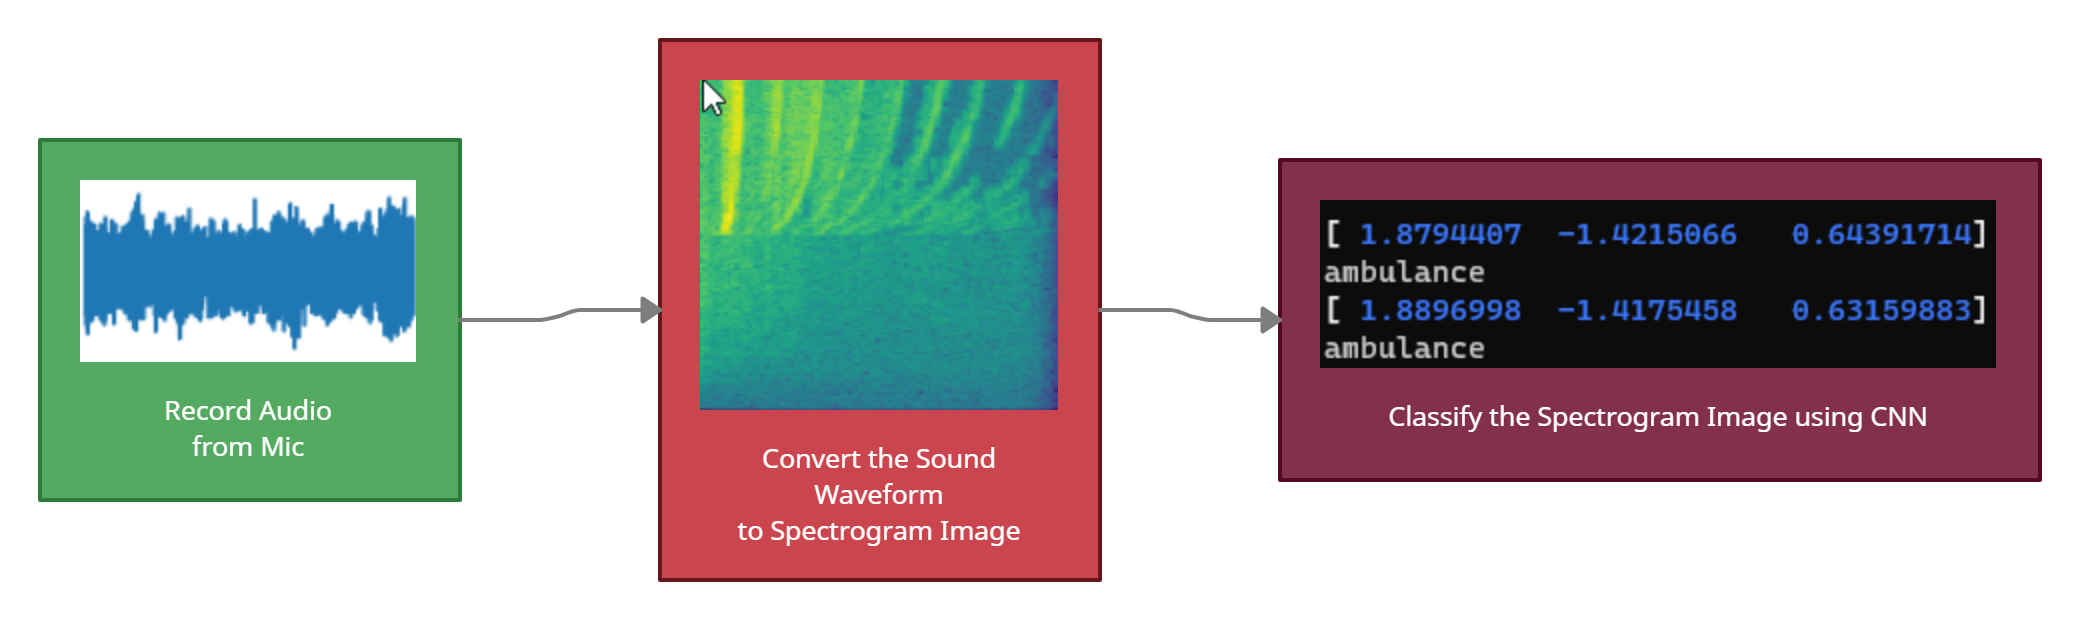 Record Audio
from Mic
Convert the Sound
Waveform
to Spectrogram Image
[ 1.8794407 -1.4215066 0.64391714]
ambulance
[ 1.8896998 -1.4175458 0.63159883]
ambulance
Classify the Spectrogram Image using CNN